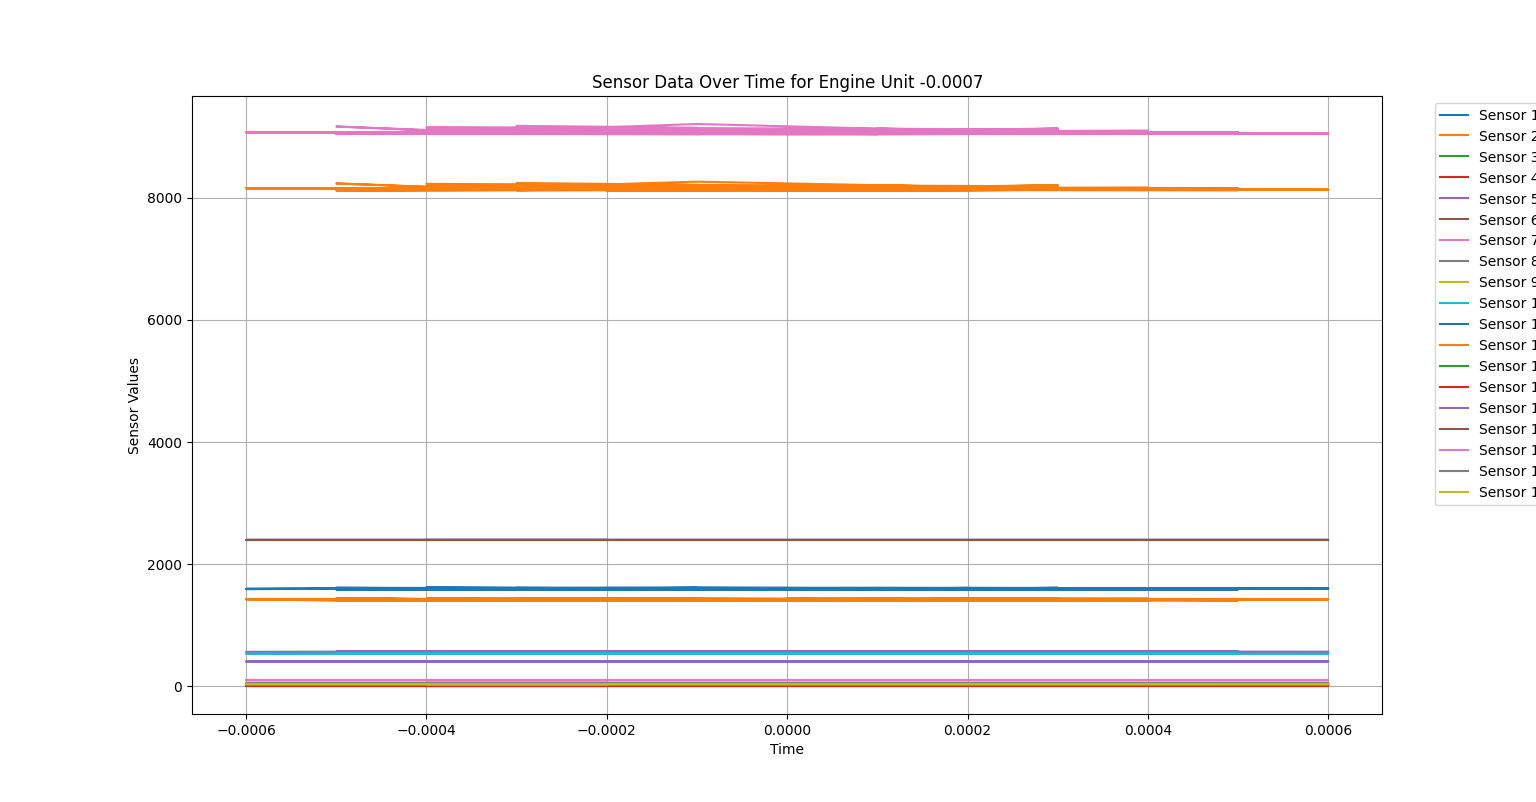 Sensor Data Over Time for Engine Unit -0.0007
Sensor Values
8000
6000
4000
2000
0
−0.0006
−0.0004
−0.0002
0.0000
0.0002
0.0004
0.0006
Time
Sensor 1
Sensor 2
Sensor 3
Sensor 4
Sensor 5
Sensor 6
Sensor 7
Sensor 8
Sensor 9
Sensor 1
Sensor 1
Sensor 1
Sensor 1
Sensor 1
Sensor 1
Sensor 1
Sensor 1
Sensor 1
Sensor 1